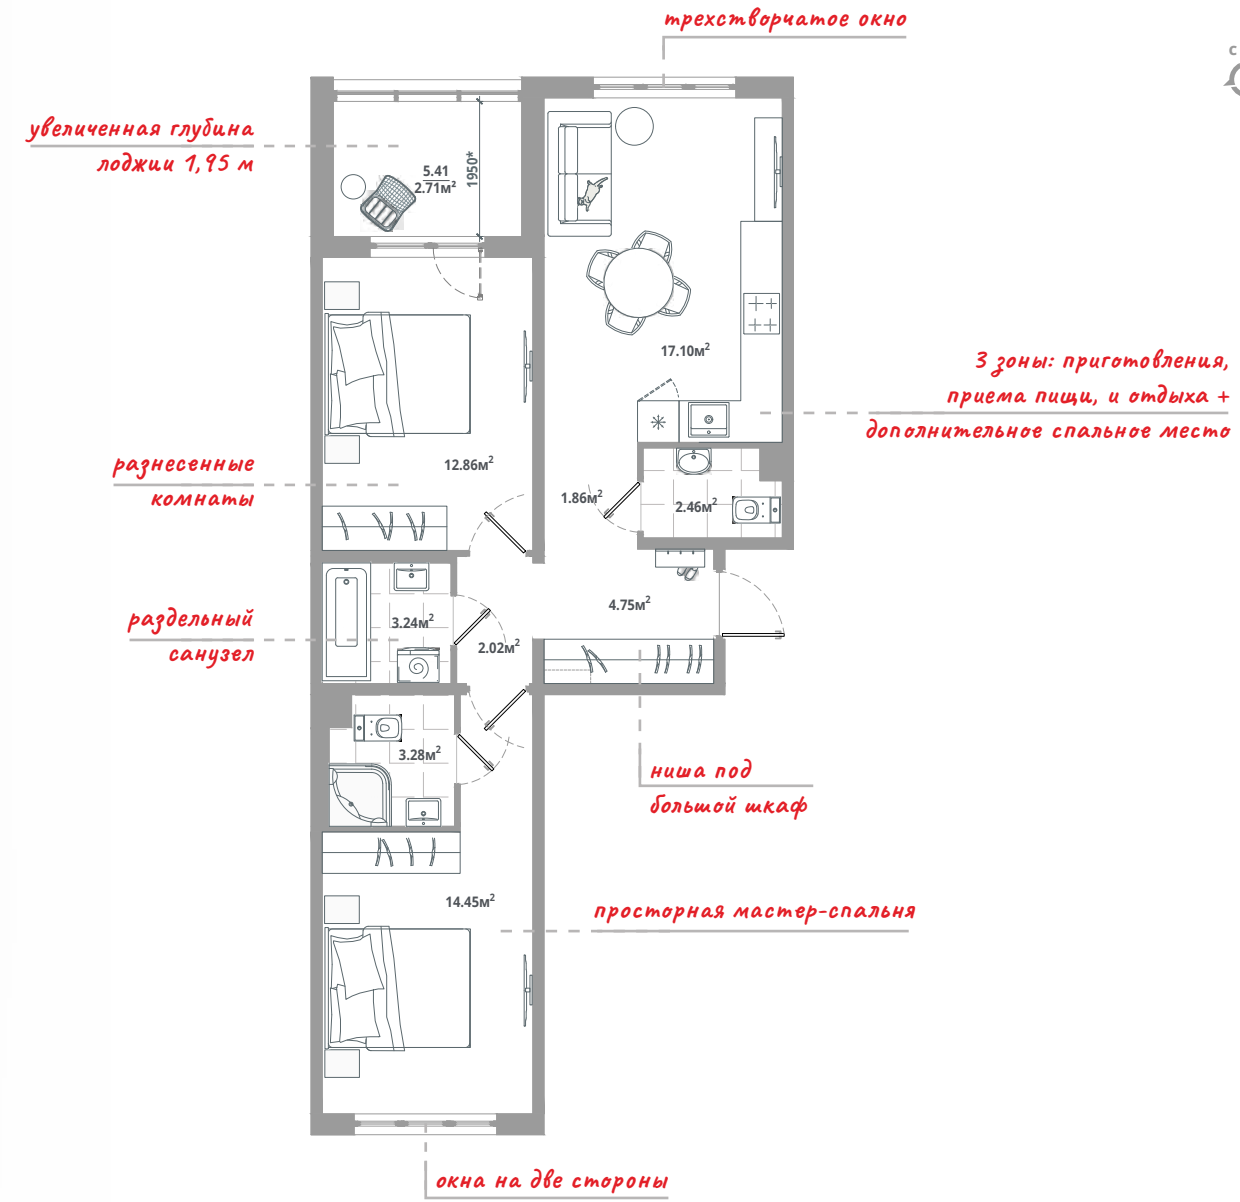 трехстворчатое окно
С
увеличенная глубина
лоджии 1,95 м
5.41
2.71м²
1950*
17.10м²
3 зоны: приготовления,
приема пищи, и отдыха +
дополнительное спальное место
разнесенные
комнаты
12.86м²
1.86м²
2.46м²
раздельный
санузел
3.24м²
4.75м²
2.02м²
3.28м²
ниша под
большой шкаф
14.45м²
просторная мастер-спальня
окна на две стороны